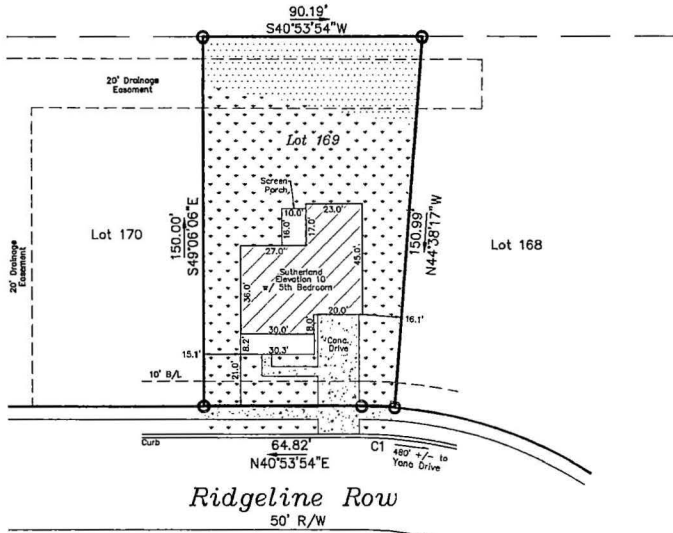 90.19'
S40°53'54"W
20' Drainage
Easement
Lot 169
Screen
Porch
10.0'
23.0'
16.0'
17.0'
150.00'
S49°06'06"E
150.99'
N44°38'17"W
Lot 170
Lot 168
27.0'
20' Drainage
Easement
45.0'
Sutherland
Elevation 10
w/ 5th Bedroom
36.0'
20.0'
16.1'
8.0'
30.0'
Conc.
Drive
8.2'
15.1'
30.3'
21.0'
10' B/L
Curb
64.82'
N40°53'54"E
C1
480' +/- to
Yana Drive
Ridgeline Row
50' R/W